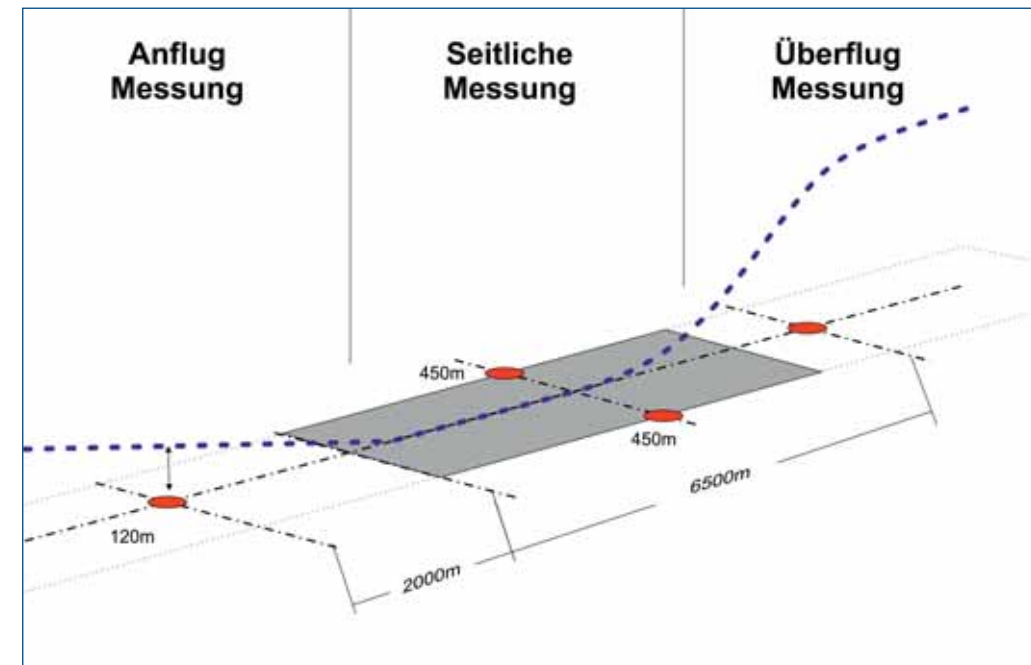 Anflug
Messung
Seitliche
Messung
Überflug
Messung
450m
450m
6500m
120m
2000m